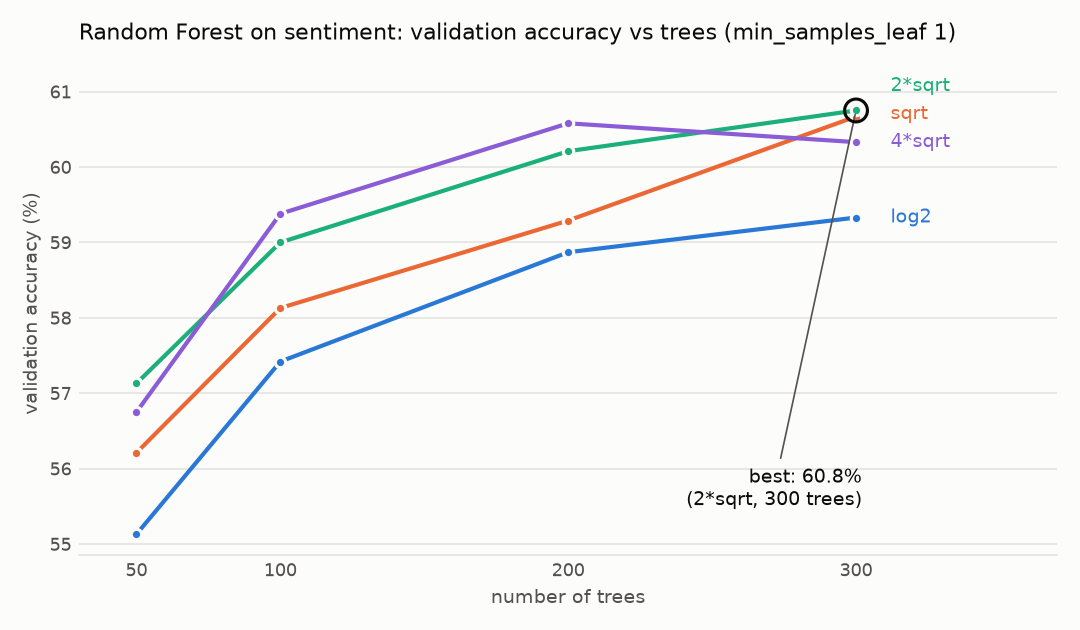 Random Forest on sentiment: validation accuracy vs trees (min_samples_leaf 1)
validation accuracy (%)
61
60
59
58
57
56
55
2*sqrt
sqrt
4*sqrt
log2
best: 60.8%
(2*sqrt, 300 trees)
50
100
200
300
number of trees